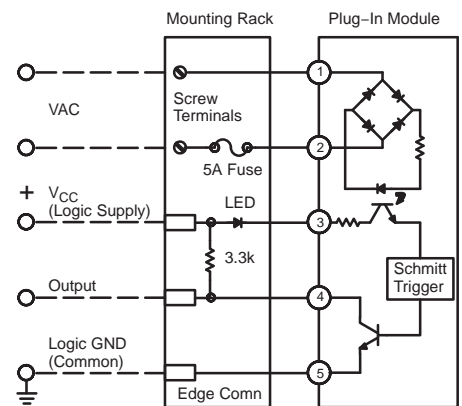 Mounting Rack
Plug−In Module
1
VAC
Screw
Terminals
2
5A Fuse
+
VCC
(Logic Supply)
LED
3
3.3k
Schmitt
Trigger
Output
4
Logic GND
(Common)
5
Edge Comn